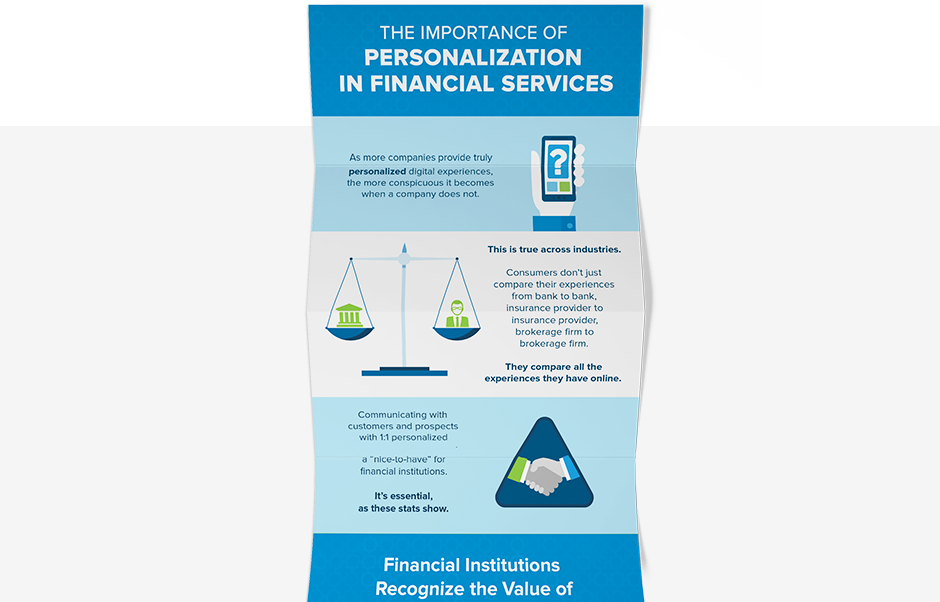 THE IMPORTANCE OF
PERSONALIZATION
IN FINANCIAL SERVICES
As more companies provide truly
personalized digital experiences,
the more conspicuous it becomes
when a company does not.
?
This is true across industries.
Consumers don't just
compare their experiences
from bank to bank,
insurance provider to
insurance provider,
brokerage firm to
brokerage firm.
They compare all the
experiences they have online.
Communicating with
customers and prospects
with 1:1 personalized
a "nice-to-have" for
financial institutions.
It's essential,
as these stats show.
Financial Institutions
Recognize the Value of